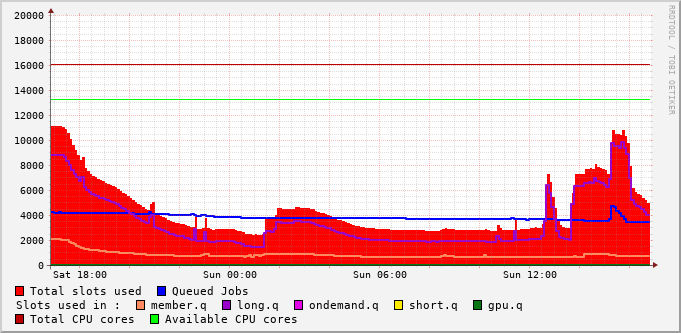 20000
18000
16000
14000
12000
10000
8000
6000
4000
2000
0
Sat 18:00 Sun 00:00 Sun 06:00 Sun 12:00
RRDTOOL / TOBI OETIKER
Total slots used Queued Jobs
Slots used in : member.q long.q ondemand.q short.q gpu.q
Total CPU cores Available CPU cores